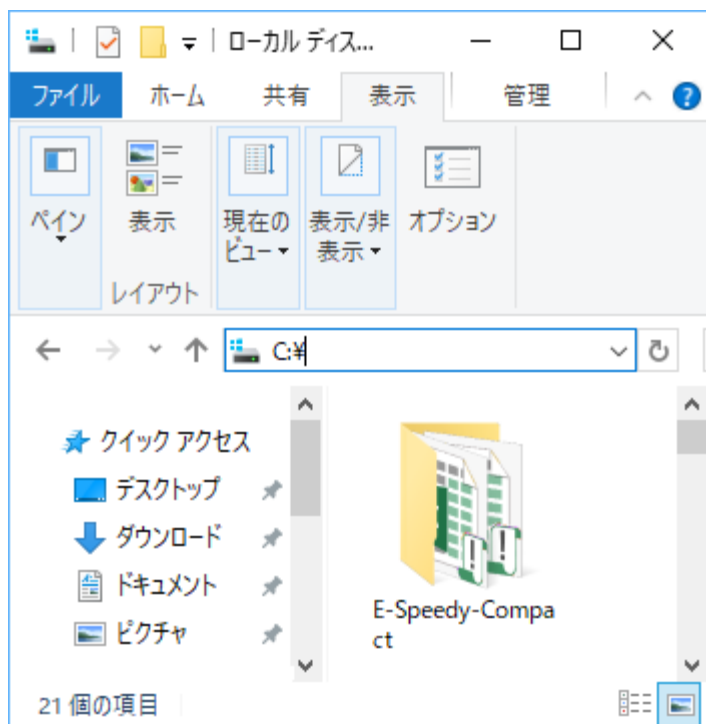 ローカル ディス...
ファイル ホーム 共有 表示 管理
ペイン 表示 現在の 表示/非 オプション
ビュー 表示
レイアウト
C:¥
クイック アクセス
デスクトップ
ダウンロード
ドキュメント
ピクチャ
E-Speedy-Compa
ct
21 個の項目